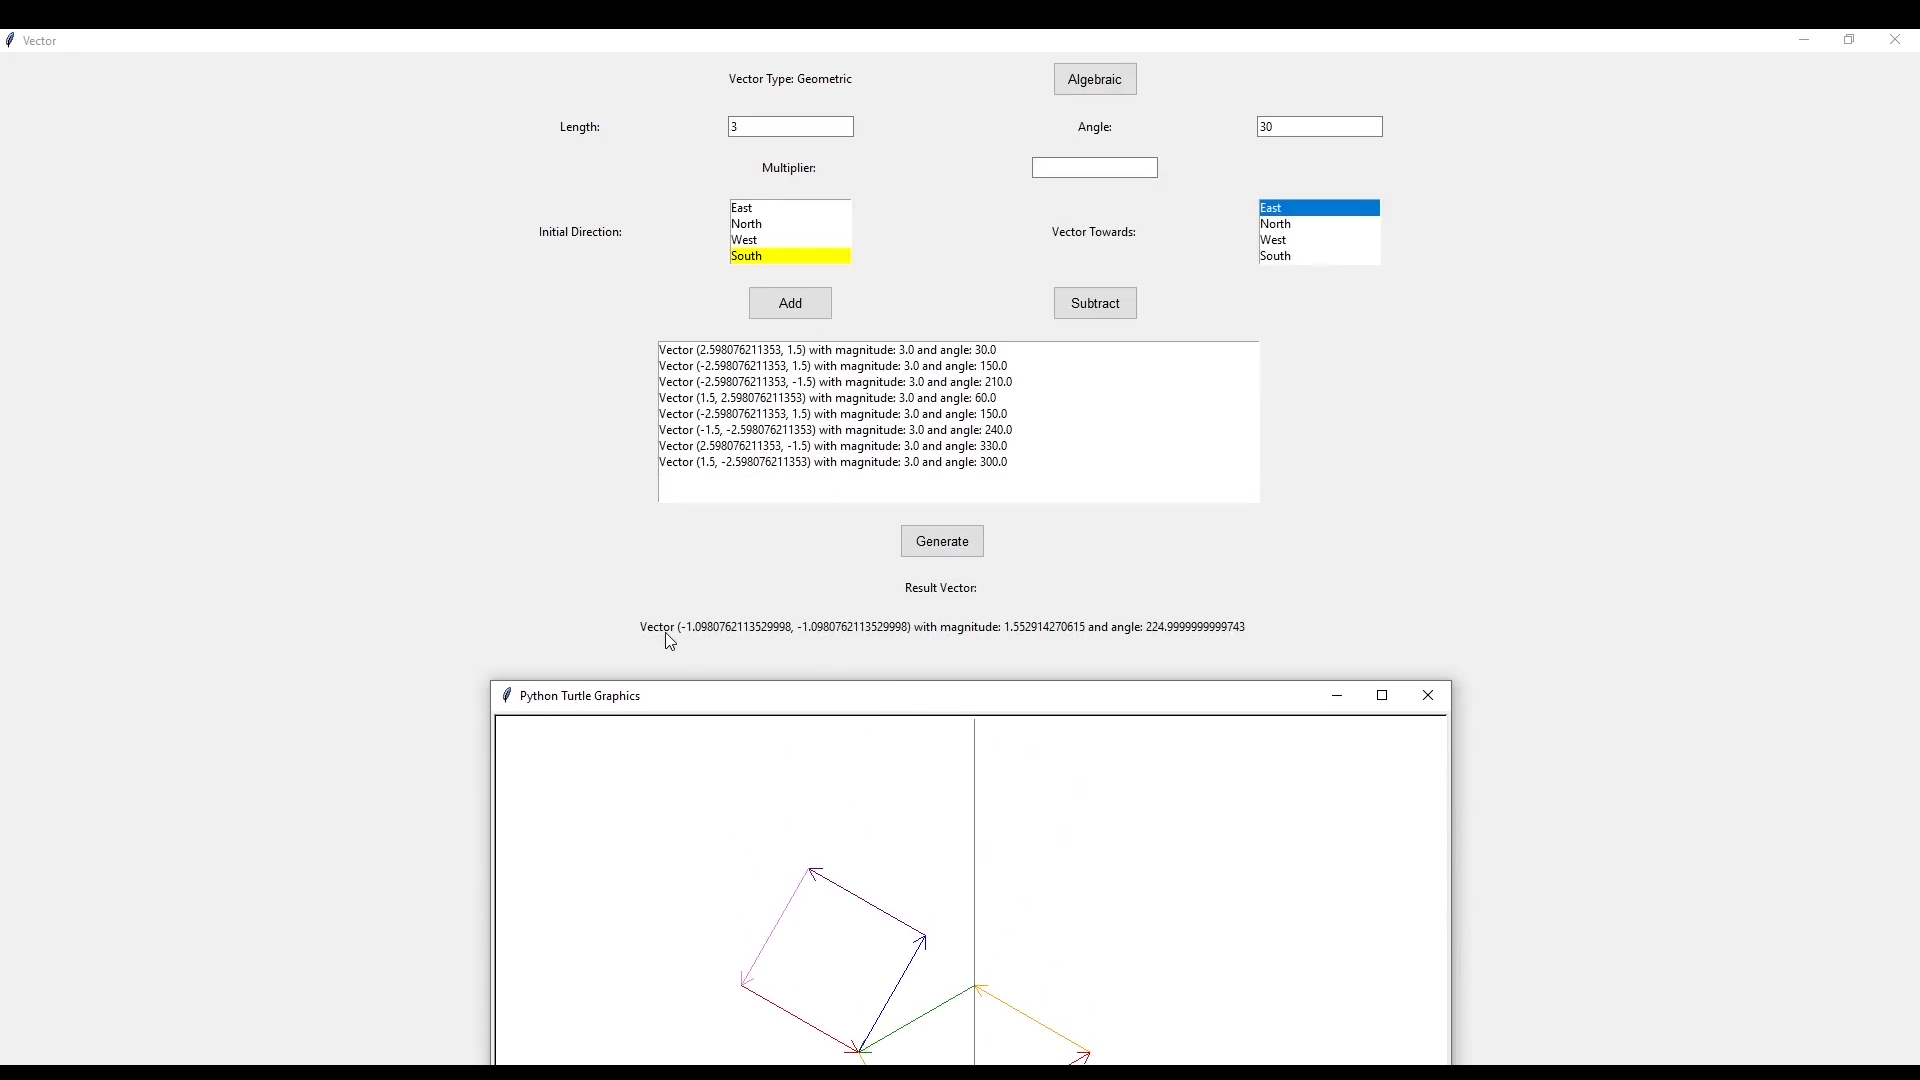 Vector
Vector Type: Geometric
Algebraic
Length:
3
Angle:
30
Multiplier:
Initial Direction:
East
North
West
South
Vector Towards:
East
North
West
South
Add
Subtract
Vector (2.598076211353, 1.5) with magnitude: 3.0 and angle: 30.0
Vector (-2.598076211353, 1.5) with magnitude: 3.0 and angle: 150.0
Vector (-2.598076211353, -1.5) with magnitude: 3.0 and angle: 210.0
Vector (1.5, 2.598076211353) with magnitude: 3.0 and angle: 60.0
Vector (-2.598076211353, 1.5) with magnitude: 3.0 and angle: 150.0
Vector (-1.5, -2.598076211353) with magnitude: 3.0 and angle: 240.0
Vector (2.598076211353, -1.5) with magnitude: 3.0 and angle: 330.0
Vector (1.5, -2.598076211353) with magnitude: 3.0 and angle: 300.0
Generate
Result Vector:
Vector (-1.0980762113529998, -1.0980762113529998) with magnitude: 1.552914270615 and angle: 224.9999999999743
Python Turtle Graphics